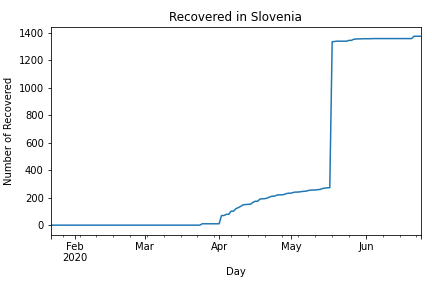 Recovered in Slovenia
1400
1200
1000
800
600
400
200
0
Number of Recovered
Feb
2020
Mar
Apr
May
Jun
Day